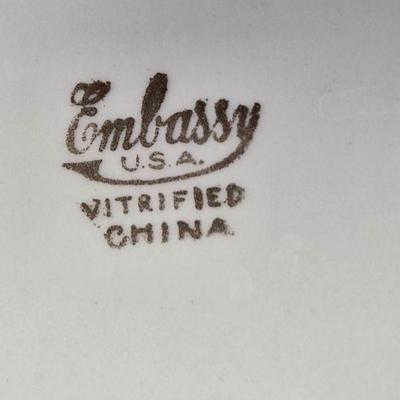 Embassy
U.S.A.
VITRIFIED
CHINA